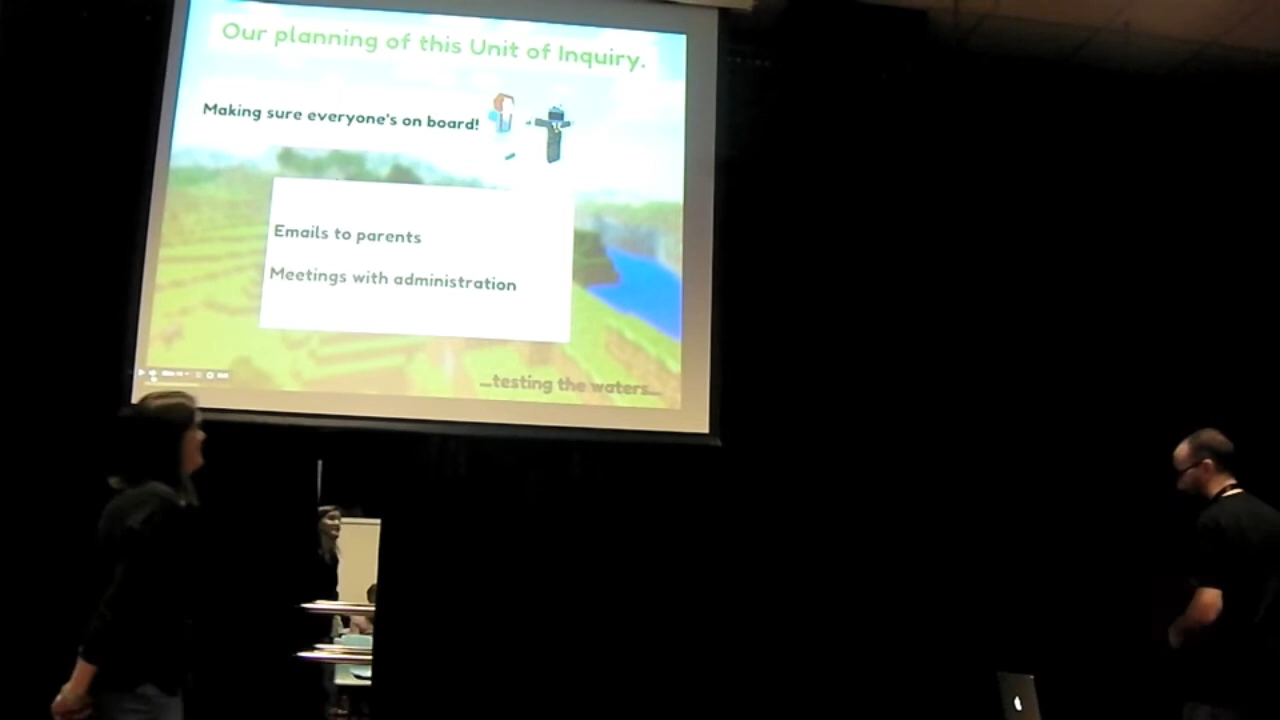 Our planning of this Unit of Inquiry.
Making sure everyone's on board!
Emails to parents
Meetings with administration
...testing the waters...